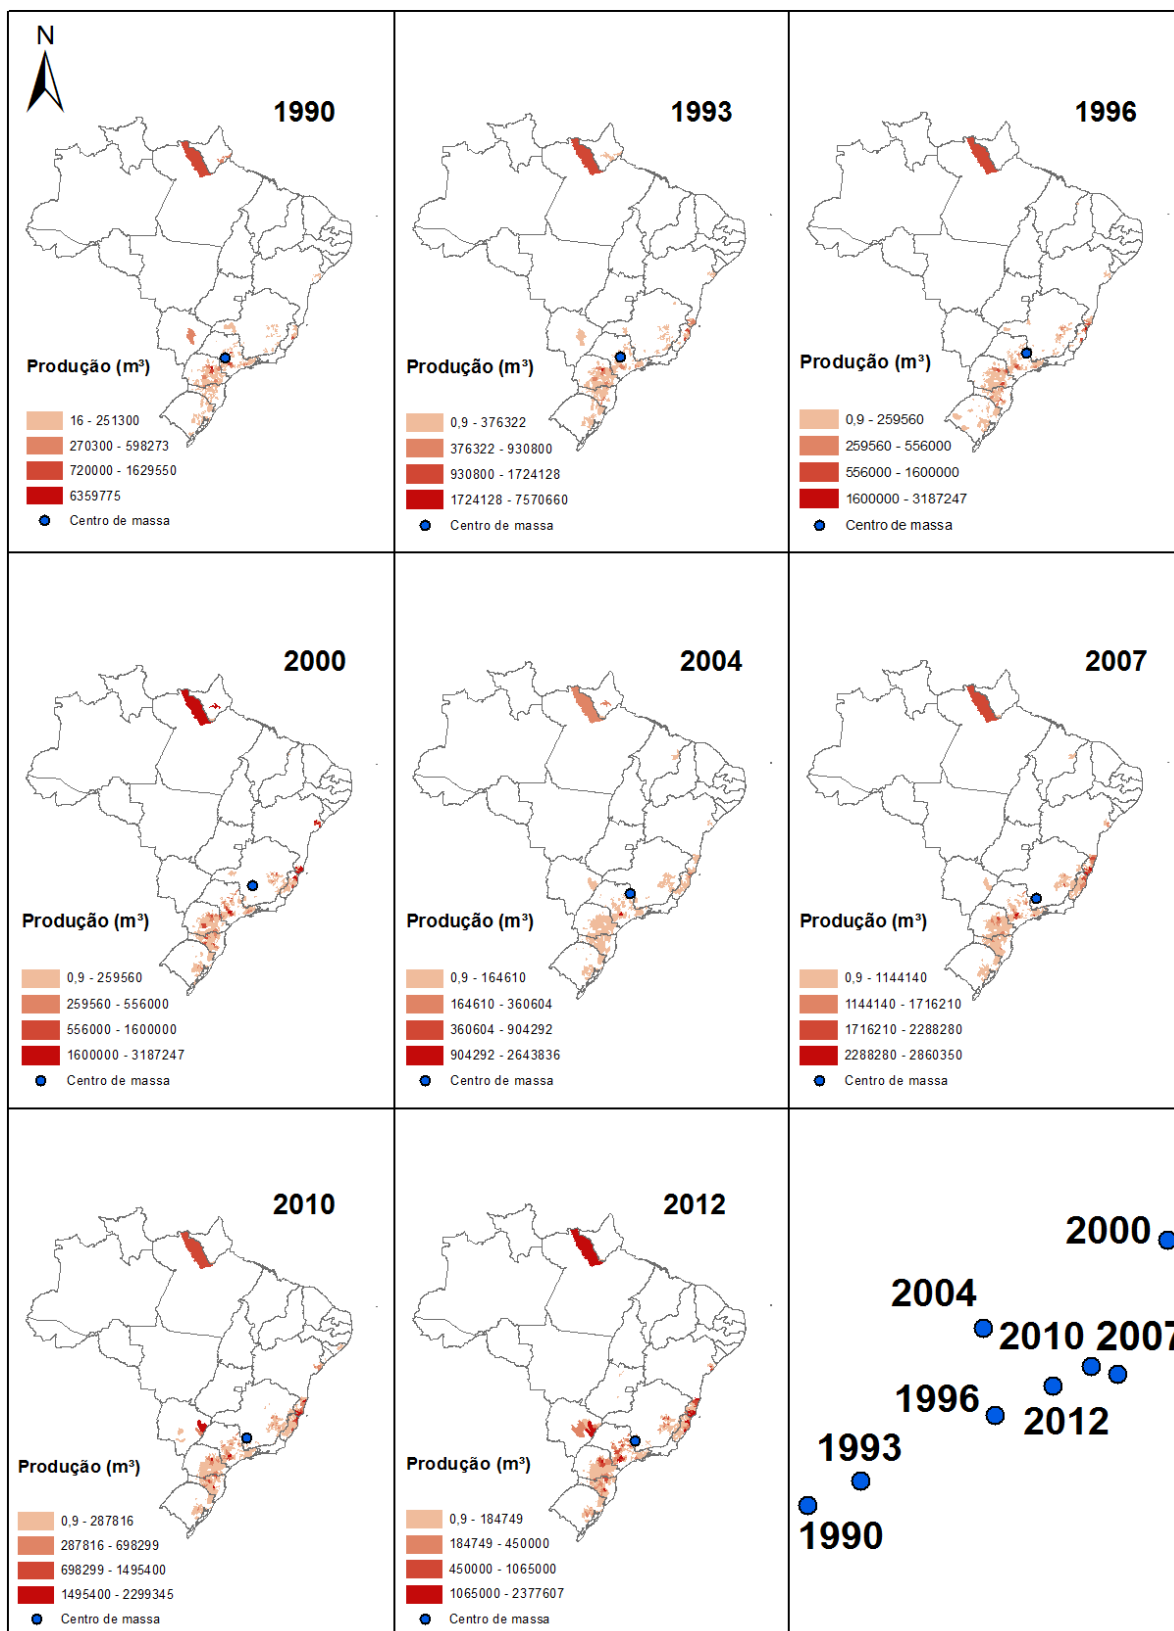 N
1990
Produção (m³)
16 - 251300
270300 - 598273
720000 - 1629550
6359775
Centro de massa
1993
Produção (m³)
0,9 - 376322
376322 - 930800
930800 - 1724128
1724128 - 7570660
Centro de massa
1996
Produção (m³)
0,9 - 259560
259560 - 556000
556000 - 1600000
1600000 - 3187247
Centro de massa
2000
Produção (m³)
0,9 - 259560
259560 - 556000
556000 - 1600000
1600000 - 3187247
Centro de massa
2004
Produção (m³)
0,9 - 164610
164610 - 360604
360604 - 904292
904292 - 2643836
Centro de massa
2007
Produção (m³)
0,9 - 1144140
1144140 - 1716210
1716210 - 2288280
2288280 - 2860350
Centro de massa
2010
Produção (m³)
0,9 - 287816
287816 - 698299
698299 - 1495400
1495400 - 2299345
Centro de massa
2012
Produção (m³)
0,9 - 184749
184749 - 450000
450000 - 1065000
1065000 - 2377607
Centro de massa
2000
2004
2010 2007
1996
2012
1993
1990